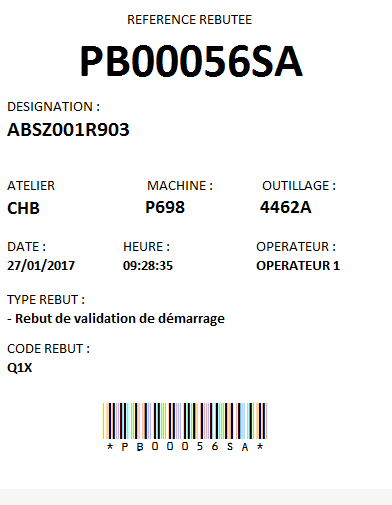 REFERENCE REBUTEE
PB00056SA
DESIGNATION :
ABSZ001R903
ATELIER MACHINE : OUTILLAGE :
CHB P698 4462A
DATE : HEURE : OPERATEUR :
27/01/2017 09:28:35 OPERATEUR 1
TYPE REBUT :
- Rebut de validation de démarrage
CODE REBUT :
Q1X
*PB00056SA*